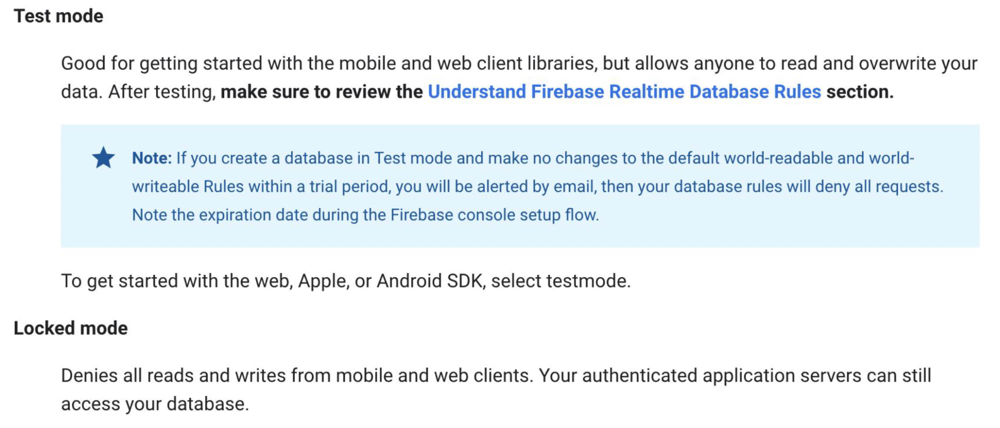 Test mode
Good for getting started with the mobile and web client libraries, but allows anyone to read and overwrite your
data. After testing, make sure to review the Understand Firebase Realtime Database Rules section.
Note: If you create a database in Test mode and make no changes to the default world-readable and world-
writeable Rules within a trial period, you will be alerted by email, then your database rules will deny all requests.
Note the expiration date during the Firebase console setup flow.
To get started with the web, Apple, or Android SDK, select testmode.
Locked mode
Denies all reads and writes from mobile and web clients. Your authenticated application servers can still
access your database.